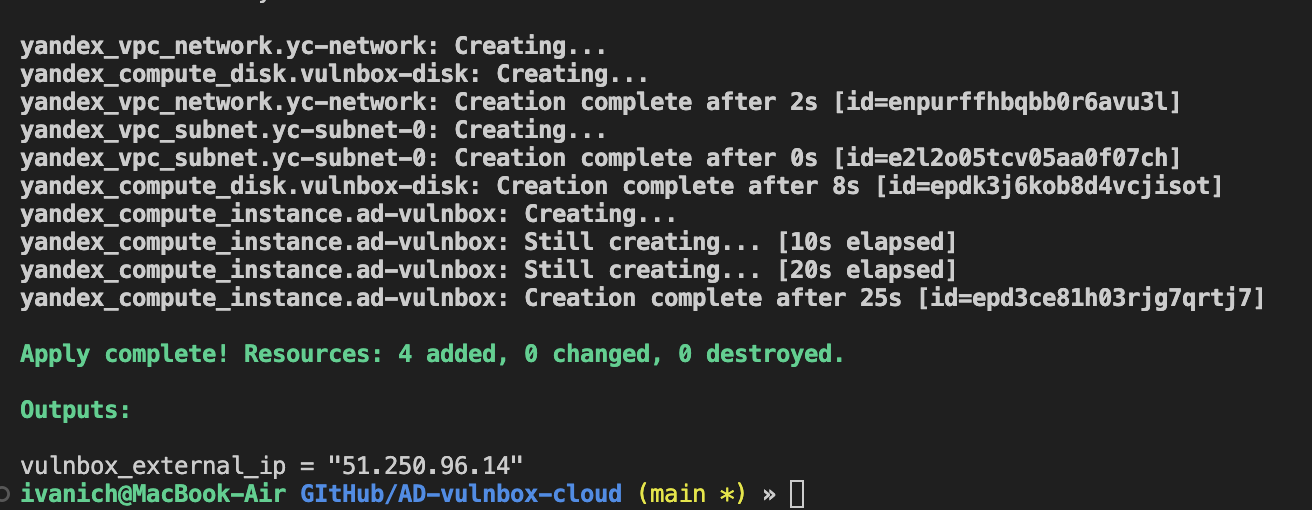 yandex_vpc_network.yc-network: Creating...
yandex_compute_disk.vulnbox-disk: Creating...
yandex_vpc_network.yc-network: Creation complete after 2s [id=enpurffhbqbb0r6avu3l]
yandex_vpc_subnet.yc-subnet-0: Creating...
yandex_vpc_subnet.yc-subnet-0: Creation complete after 0s [id=e2l2o05tcv05aa0f07ch]
yandex_compute_disk.vulnbox-disk: Creation complete after 8s [id=epdk3j6kob8d4vcjisot]
yandex_compute_instance.ad-vulnbox: Creating...
yandex_compute_instance.ad-vulnbox: Still creating... [10s elapsed]
yandex_compute_instance.ad-vulnbox: Still creating... [20s elapsed]
yandex_compute_instance.ad-vulnbox: Creation complete after 25s [id=epd3ce81h03rjg7qrtj7]
Apply complete! Resources: 4 added, 0 changed, 0 destroyed.
Outputs:
vulnbox_external_ip = "51.250.96.14"
ivanich@MacBook-Air GItHub/AD-vulnbox-cloud (main *) »